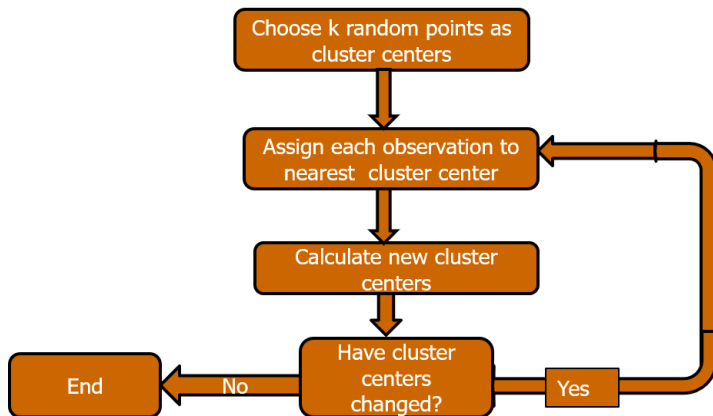 Choose k random points as
cluster centers
Assign each observation to
nearest cluster center
Calculate new cluster
centers
Have cluster
centers
changed?
No
End
Yes